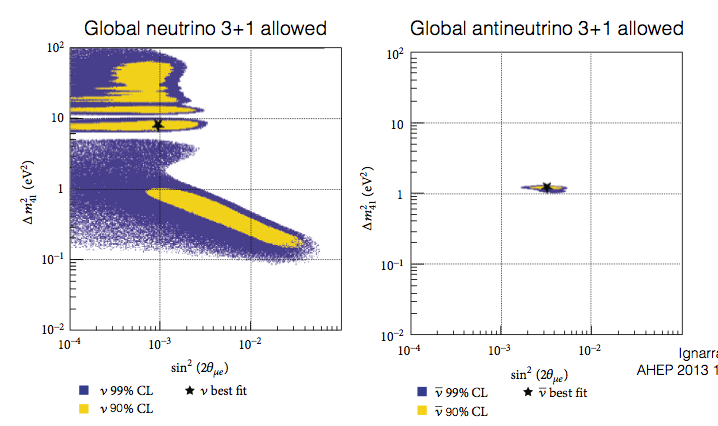 Global neutrino 3+1 allowed
10²
10
1
10⁻¹
10⁻²
Δm²₄₁ (eV²)
10⁻⁴ 10⁻³ 10⁻²
sin² (2θμe)
ν 99% CL ★ ν best fit
ν 90% CL
Global antineutrino 3+1 allowed
10²
10
1
10⁻¹
10⁻²
Δm²₄₁ (eV²)
10⁻⁴ 10⁻³ 10⁻²
sin² (2θμe)
ν̄ 99% CL ★ ν̄ best fit
ν̄ 90% CL
Ignarra
AHEP 2013 1